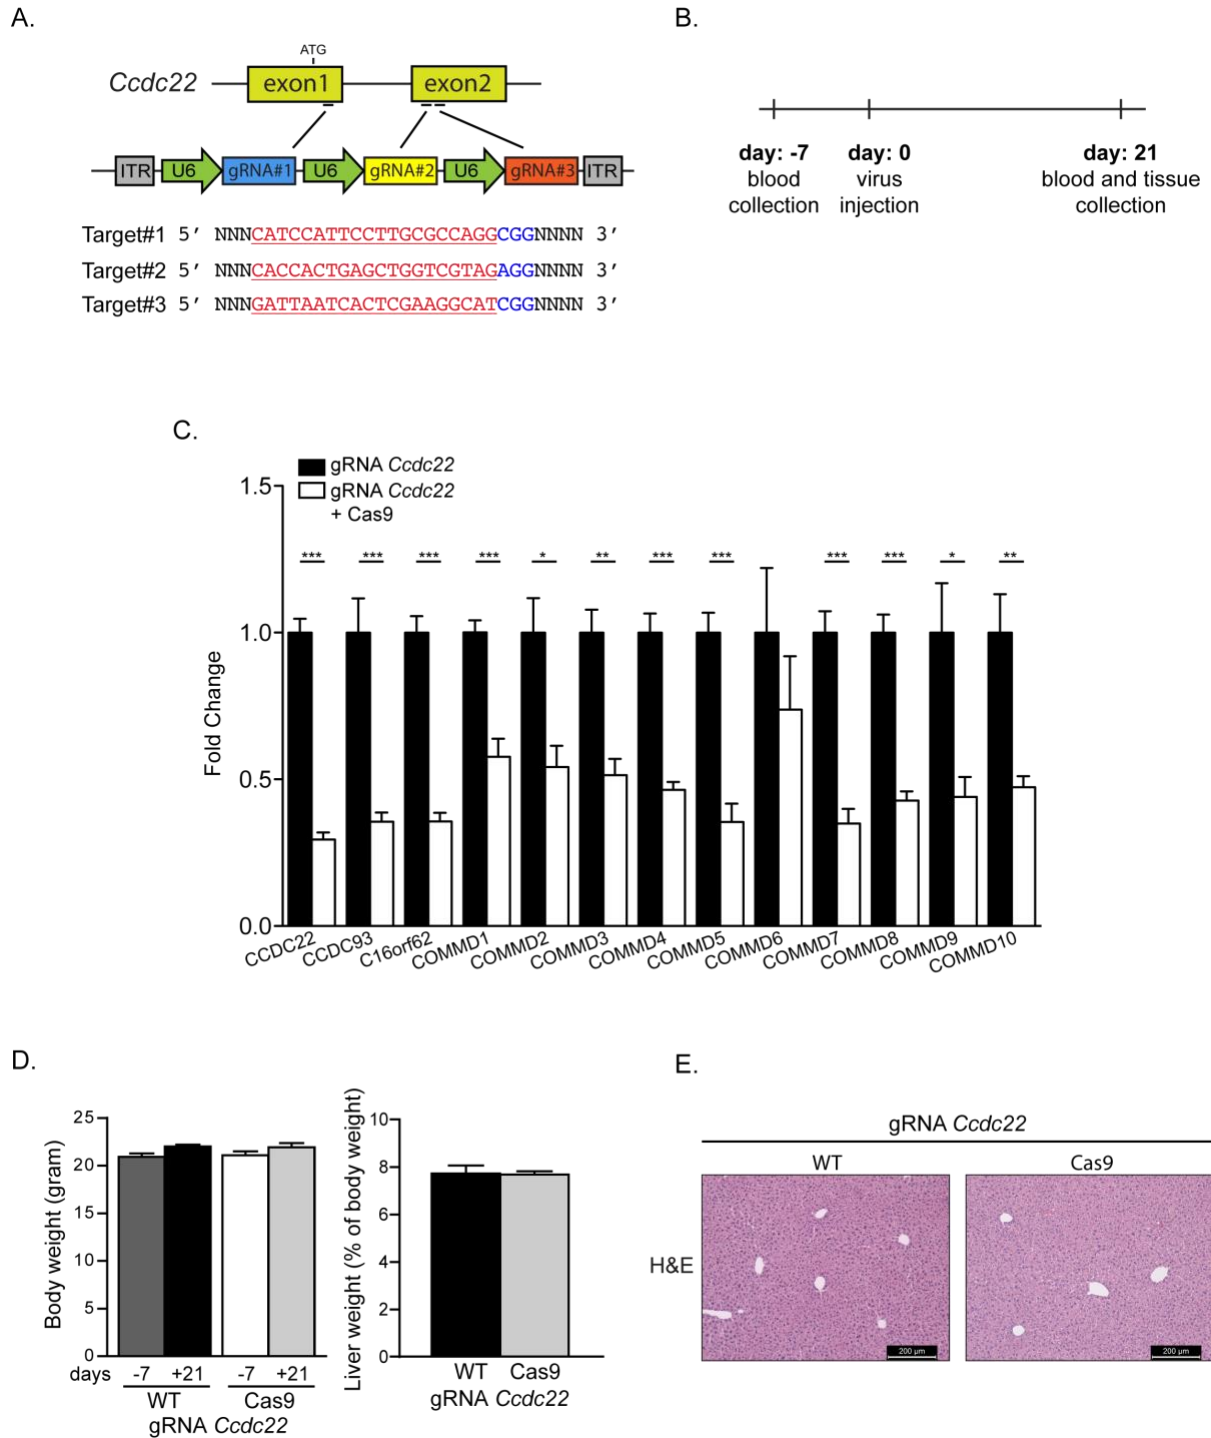 A.
ATG
Ccdc22 exon1 exon2
ITR U6 gRNA#1 U6 gRNA#2 U6 gRNA#3 ITR
Target#1 5′ NNNCATCCATTCCTTGCGCCAGGCGGNNNN 3′
Target#2 5′ NNNCACCACTGAGCTGGTCGTAGAGGNNNN 3′
Target#3 5′ NNNGATTAATCACTCGAAGGCATCGGNNNN 3′
B.
day: -7 day: 0 day: 21
blood virus blood and tissue
collection injection collection
C.
gRNA Ccdc22
gRNA Ccdc22
+ Cas9
1.5
*** *** *** *** * ** *** *** *** *** * **
1.0
0.5
0.0
Fold Change
CCDC22 CCDC93 C16orf62 COMMD1 COMMD2 COMMD3 COMMD4 COMMD5 COMMD6 COMMD7 COMMD8 COMMD9 COMMD10
D.
Body weight (gram)
25
20
15
10
5
0
days -7 +21 -7 +21
WT Cas9
gRNA Ccdc22
Liver weight (% of body weight)
10
8
6
4
2
0
WT Cas9
gRNA Ccdc22
E.
gRNA Ccdc22
WT Cas9
H&E
200 µm 200 µm